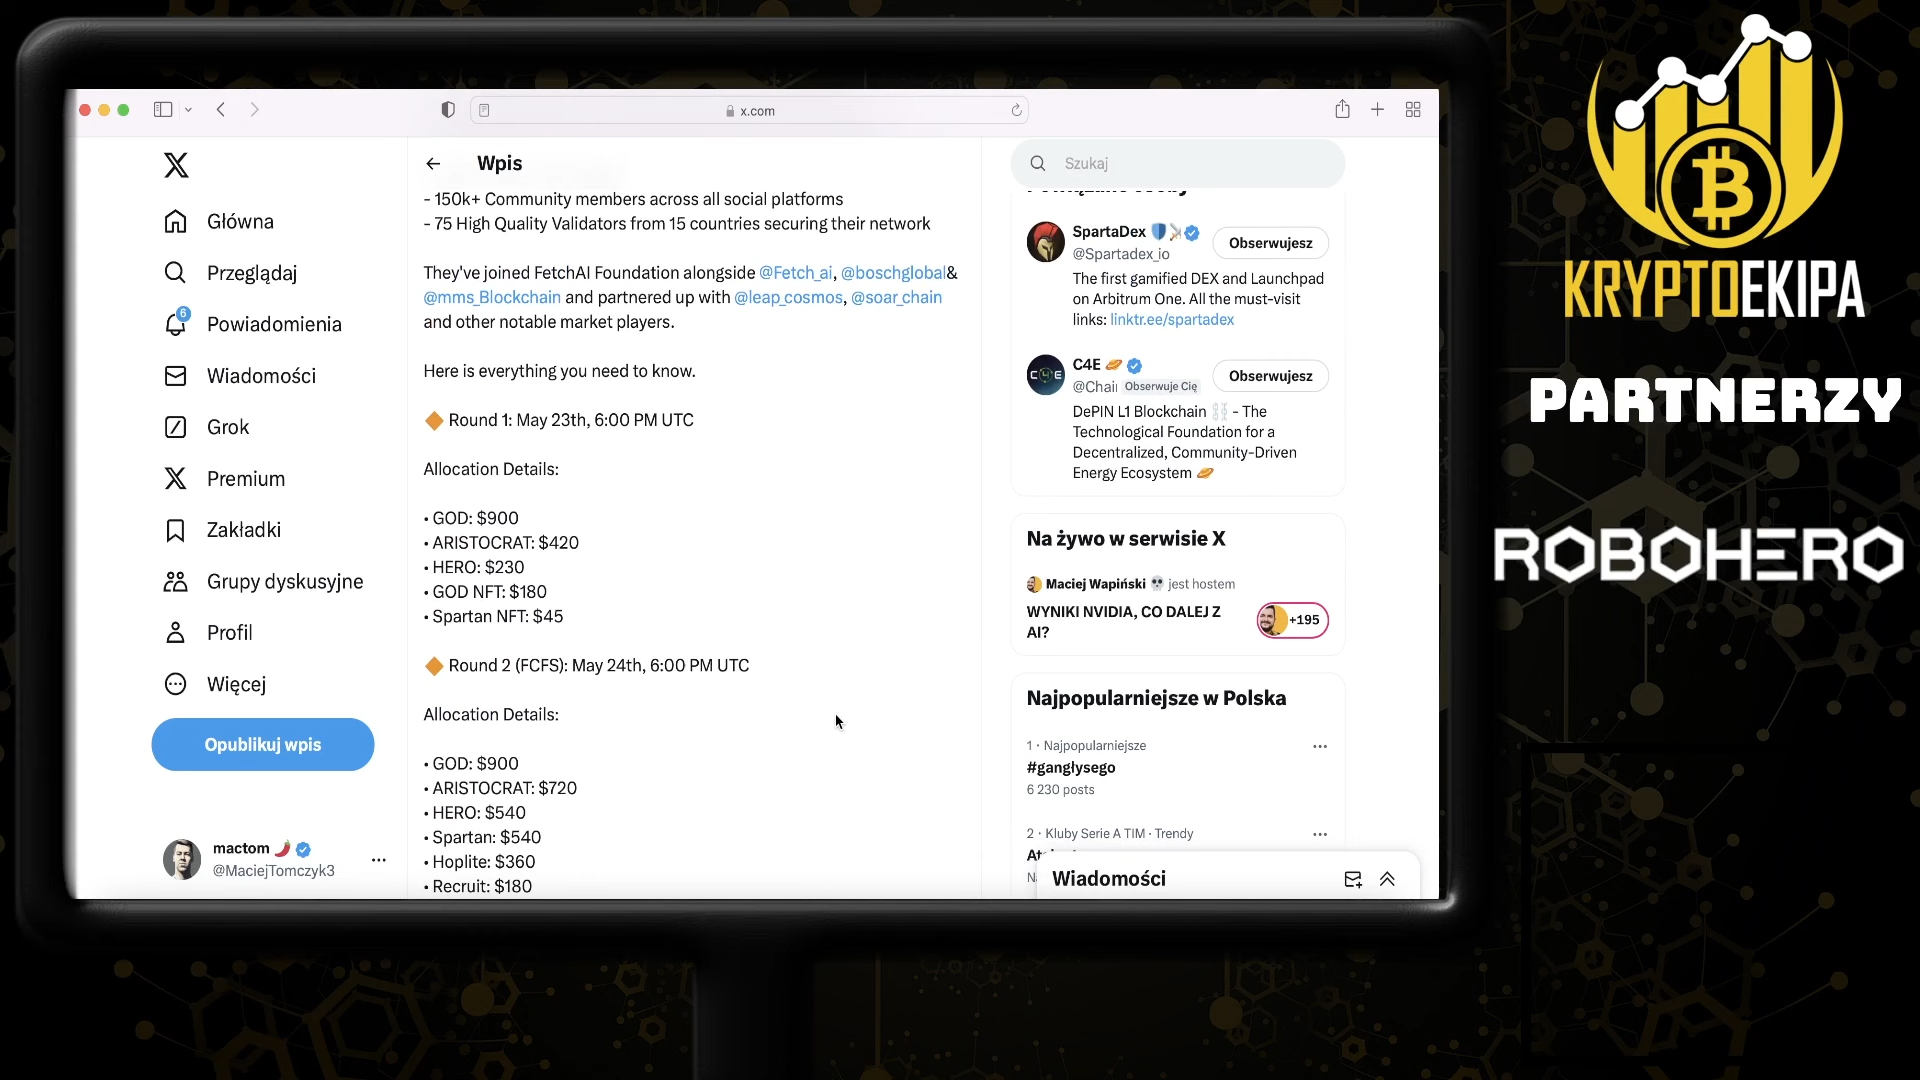 x.com
Główna
Przeglądaj
6
Powiadomienia
Wiadomości
Grok
Premium
Zakładki
Grupy dyskusyjne
Profil
Więcej
Opublikuj wpis
mactom
@MaciejTomczyk3
Wpis
- 150k+ Community members across all social platforms
- 75 High Quality Validators from 15 countries securing their network
They've joined FetchAI Foundation alongside @Fetch_ai, @boschglobal&
@mms_Blockchain and partnered up with @leap_cosmos, @soar_chain
and other notable market players.
Here is everything you need to know.
Round 1: May 23th, 6:00 PM UTC
Allocation Details:
• GOD: $900
• ARISTOCRAT: $420
• HERO: $230
• GOD NFT: $180
• Spartan NFT: $45
Round 2 (FCFS): May 24th, 6:00 PM UTC
Allocation Details:
• GOD: $900
• ARISTOCRAT: $720
• HERO: $540
• Spartan: $540
• Hoplite: $360
• Recruit: $180
Szukaj
SpartaDex
@Spartadex_io
Obserwujesz
The first gamified DEX and Launchpad
on Arbitrum One. All the must-visit
links: linktr.ee/spartadex
C4E
C4E
@Chai Obserwuje Cię
Obserwujesz
DePIN L1 Blockchain - The
Technological Foundation for a
Decentralized, Community-Driven
Energy Ecosystem
Na żywo w serwisie X
Maciej Wapiński jest hostem
WYNIKI NVIDIA, CO DALEJ Z
AI?
+195
Najpopularniejsze w Polska
1 · Najpopularniejsze
#gangłysego
6 230 posts
2 · Kluby Serie A TIM · Trendy
Wiadomości
KRYPTOEKIPA
PARTNERZY
ROBOHERO